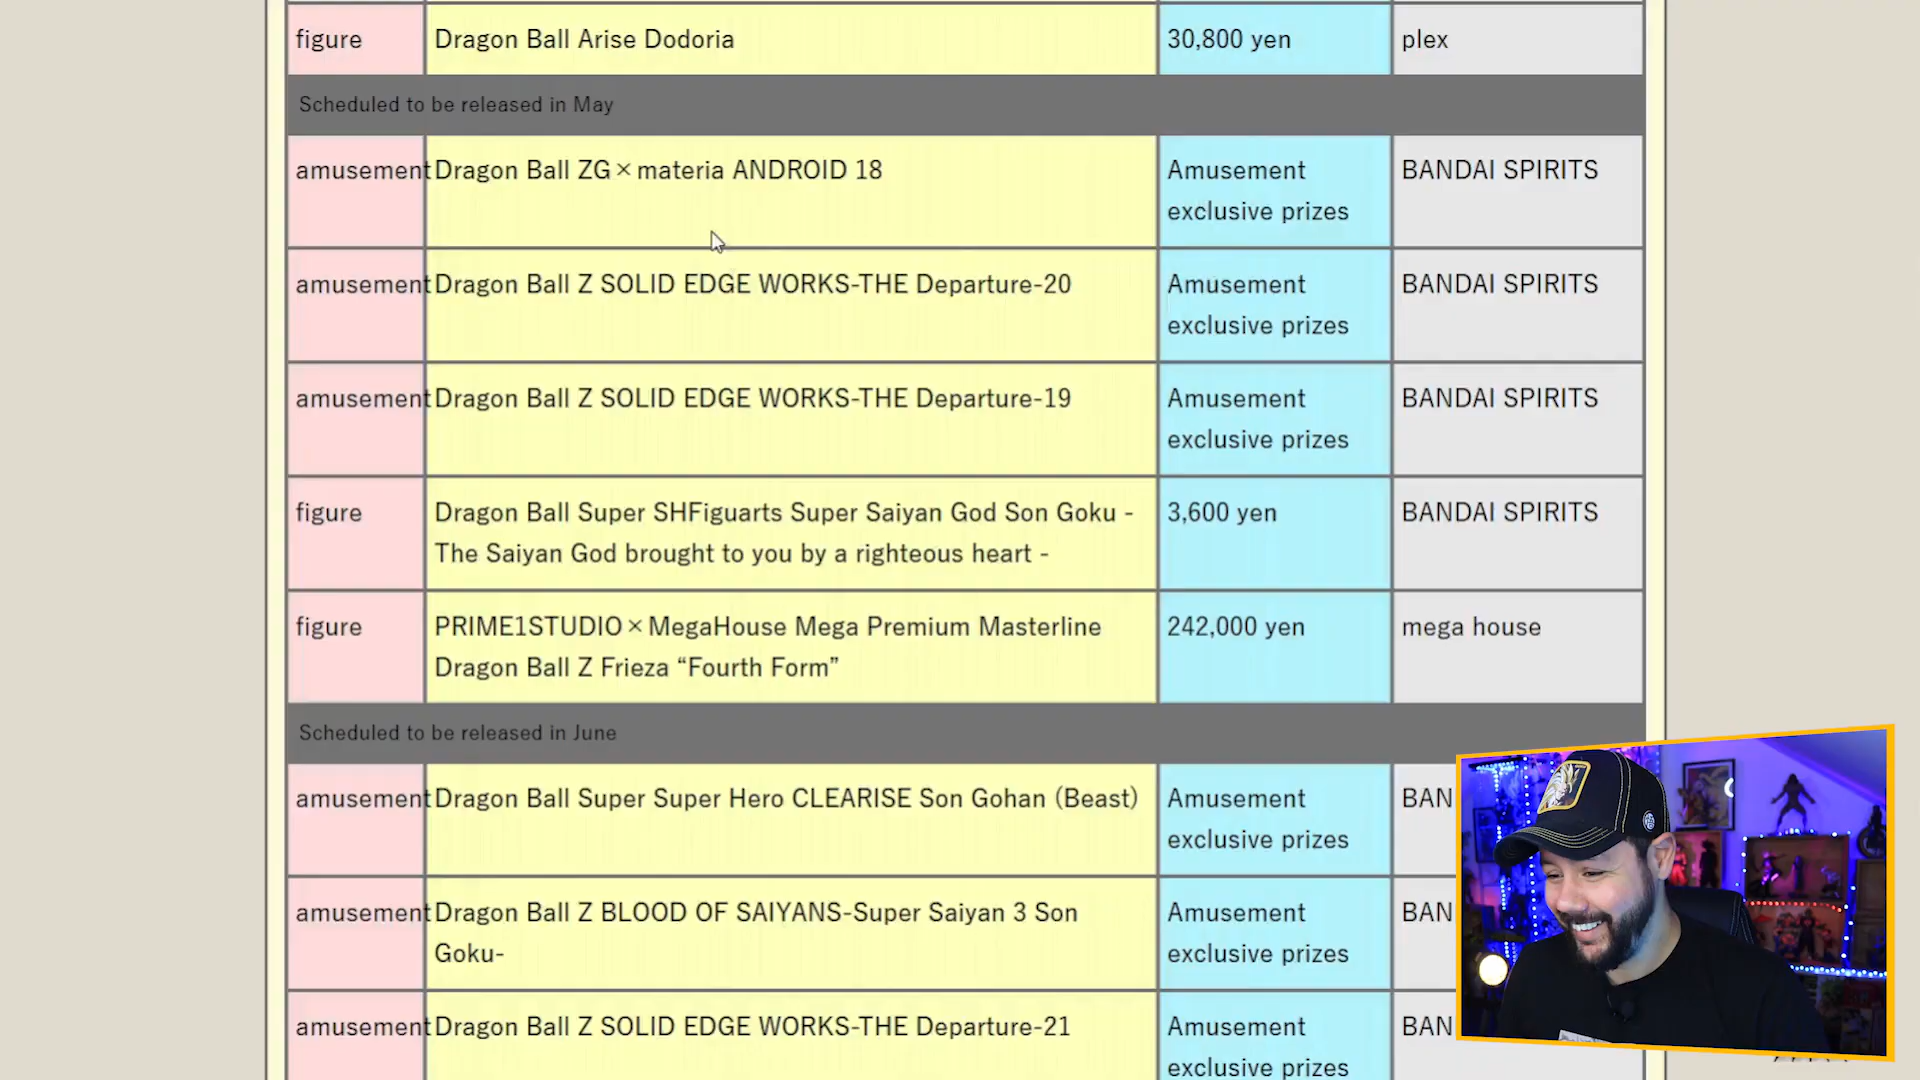 figure Dragon Ball Arise Dodoria 30,800 yen plex
Scheduled to be released in May
amusement Dragon Ball ZG×materia ANDROID 18 Amusement exclusive prizes BANDAI SPIRITS
amusement Dragon Ball Z SOLID EDGE WORKS-THE Departure-20 Amusement exclusive prizes BANDAI SPIRITS
amusement Dragon Ball Z SOLID EDGE WORKS-THE Departure-19 Amusement exclusive prizes BANDAI SPIRITS
figure Dragon Ball Super SHFiguarts Super Saiyan God Son Goku - 3,600 yen BANDAI SPIRITS
The Saiyan God brought to you by a righteous heart -
figure PRIME1STUDIO×MegaHouse Mega Premium Masterline 242,000 yen mega house
Dragon Ball Z Frieza “Fourth Form”
Scheduled to be released in June
amusement Dragon Ball Super Super Hero CLEARISE Son Gohan (Beast) Amusement exclusive prizes BAN
amusement Dragon Ball Z BLOOD OF SAIYANS-Super Saiyan 3 Son Amusement exclusive prizes BAN
Goku-
amusement Dragon Ball Z SOLID EDGE WORKS-THE Departure-21 Amusement exclusive prizes BAN